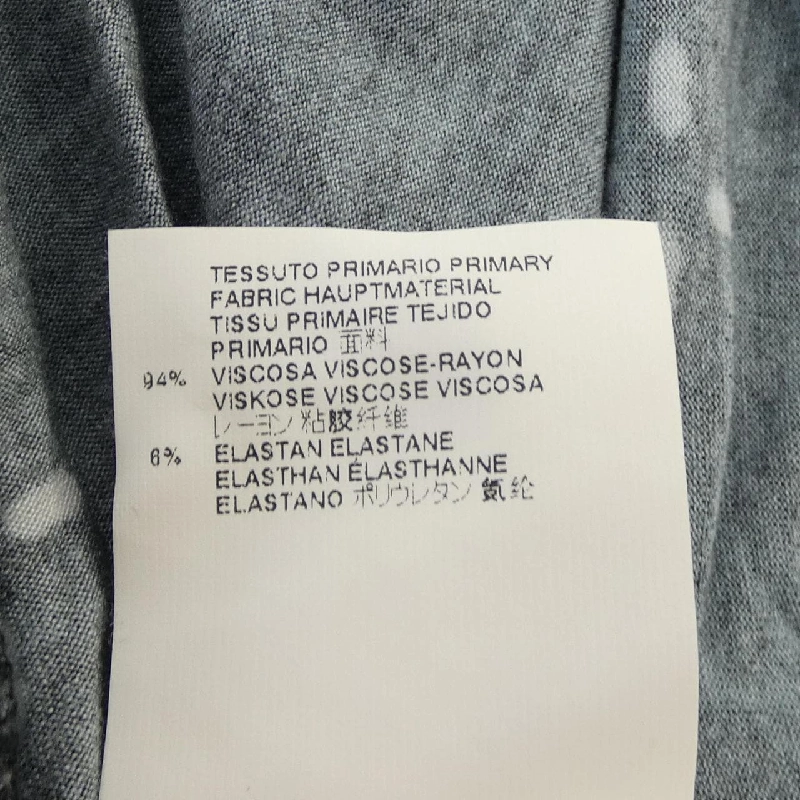 TESSUTO PRIMARIO PRIMARY
FABRIC HAUPTMATERIAL
TISSU PRIMAIRE TEJIDO
PRIMARIO 面料
94% VISCOSA VISCOSE-RAYON
VISKOSE VISCOSE VISCOSA
レーヨン 粘胶纤维
6% ELASTAN ELASTANE
ELASTHAN ÉLASTHANNE
ELASTANO ポリウレタン 氨纶